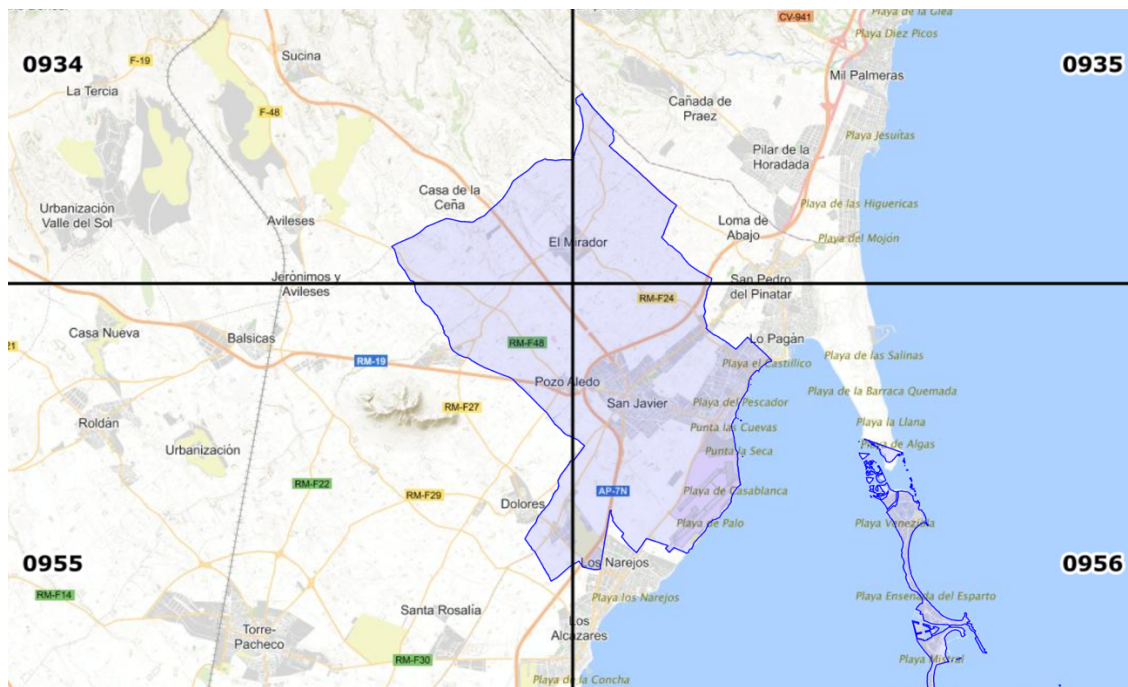 CV-941
Playa de la Glea
Playa Diez Picos
0934
F-19
Sucina
0935
Mil Palmeras
La Tercia
F-48
Cañada de
Praez
Playa Jesuitas
Pilar de la
Horadada
Casa de la
Ceña
Playa de las Higuericas
Urbanización
Valle del Sol
Avileses
Loma de
Abajo
El Mirador
Playa del Mojón
Jerónimos y
Avileses
San Pedro
del Pinatar
RM-F24
Casa Nueva
Balsicas
RM-F48
Lo Pagán
21
RM-19
Playa de las Salinas
Playa el Castillico
Pozo Aledo
Playa de la Barraca Quemada
San Javier
Playa del Pescador
RM-F27
Roldán
Playa la Llana
Punta las Cuevas
Playa de Algas
Urbanización
Punta la Seca
RM-F22
RM-F29
AP-7N
Playa de Casablanca
Dolores
Playa de Palo
Playa Veneziola
0955
Los Narejos
0956
RM-F14
Playa los Narejos
Playa Ensenada del Esparto
Santa Rosalía
Los
Alcázares
Torre-
Pacheco
RM-F30
Playa Mistral
Playa de la Concha